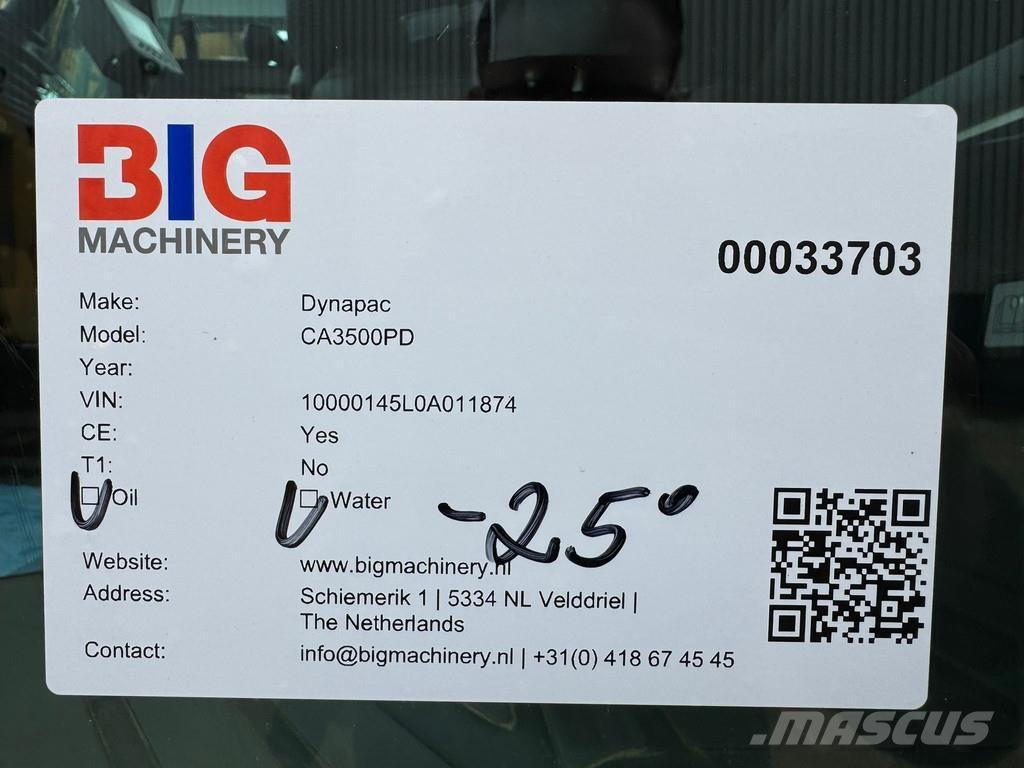 BIG
MACHINERY
00033703
Make: Dynapac
Model: CA3500PD
Year:
VIN: 10000145L0A011874
CE: Yes
T1: No
Oil Water -25°
Website: www.bigmachinery.nl
Address: Schiemerik 1 | 5334 NL Velddriel |
The Netherlands
Contact: info@bigmachinery.nl | +31(0) 418 67 45 45
.MASCUS